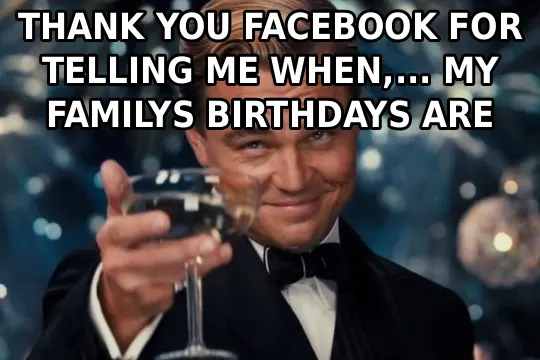 THANK YOU FACEBOOK FOR
TELLING ME WHEN,... MY
FAMILYS BIRTHDAYS ARE